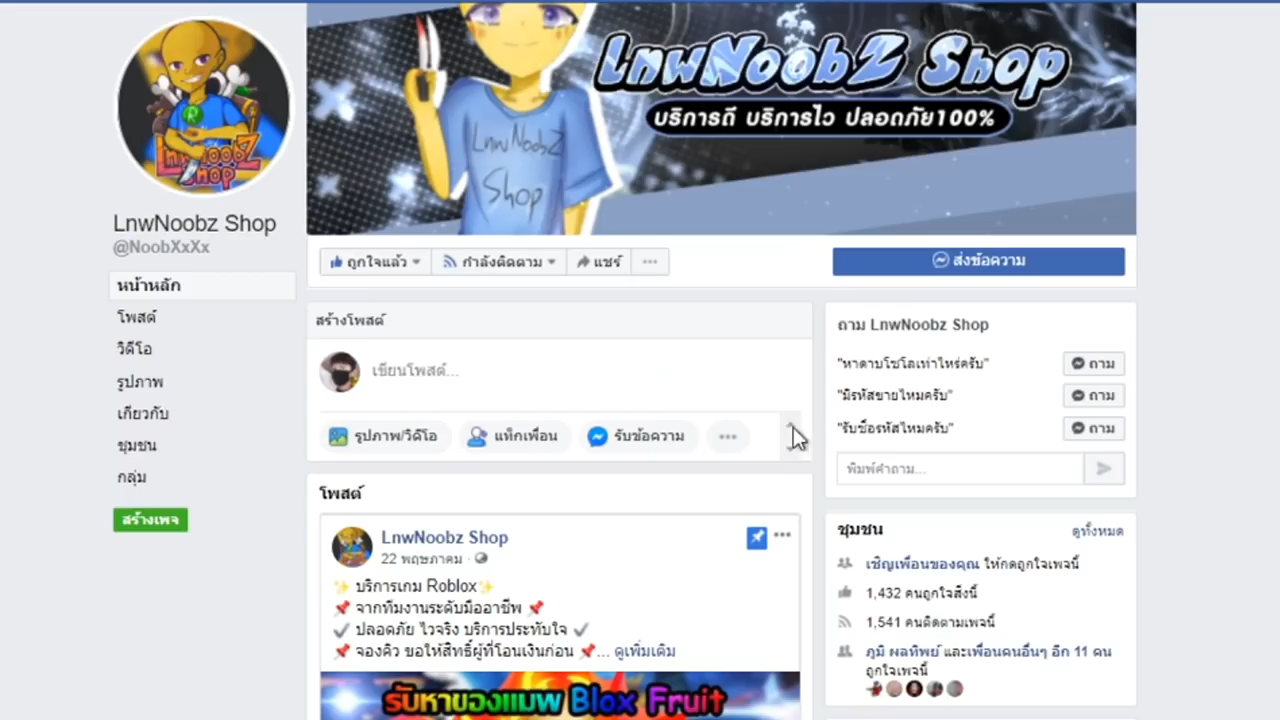 LnwNoobZ Shop
บริการดี บริการไว ปลอดภัย100%
LnwNoobZ
Shop
LnwNoobZ
Shop
LnwNoobz Shop
@NoobXxXx
หน้าหลัก
โพสต์
วิดีโอ
รูปภาพ
เกี่ยวกับ
ชุมชน
กลุ่ม
สร้างเพจ
ถูกใจแล้ว
กำลังติดตาม
แชร์
ส่งข้อความ
สร้างโพสต์
เขียนโพสต์...
รูปภาพ/วิดีโอ
แท็กเพื่อน
รับข้อความ
โพสต์
LnwNoobz Shop
22 พฤษภาคม ·
✨ บริการเกม Roblox✨
📌 จากทีมงานระดับมืออาชีพ 📌
✔ ปลอดภัย ไวจริง บริการประทับใจ ✔
📌 จองคิว ขอให้สิทธิ์ผู้ที่โอนเงินก่อน 📌... ดูเพิ่มเติม
รับหาของแมพ Blox Fruit
ถาม LnwNoobz Shop
"หาดาบโซโลเท่าไหร่ครับ" ถาม
"มีรหัสขายไหมครับ" ถาม
"รับซื้อรหัสไหมครับ" ถาม
พิมพ์คำถาม...
ชุมชน ดูทั้งหมด
เชิญเพื่อนของคุณ ให้กดถูกใจเพจนี้
1,432 คนถูกใจสิ่งนี้
1,541 คนติดตามเพจนี้
ภูมิ ผลทิพย์ และเพื่อนคนอื่นๆ อีก 11 คน
ถูกใจเพจนี้